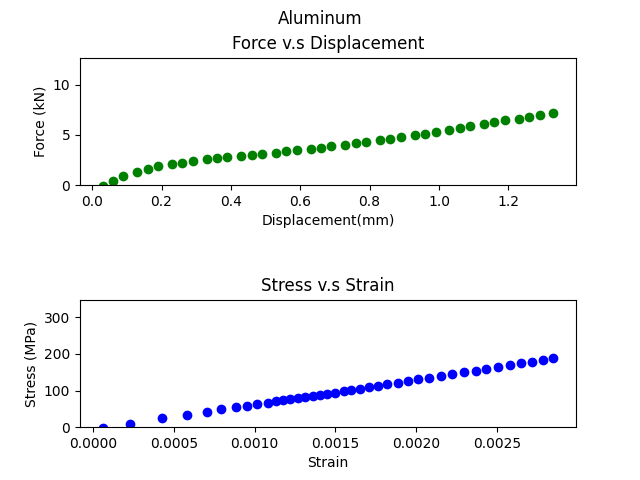 Aluminum
Force v.s Displacement
10
5
0
Force (kN)
0.0 0.2 0.4 0.6 0.8 1.0 1.2
Displacement(mm)
Stress v.s Strain
300
200
100
0
Stress (MPa)
0.0000 0.0005 0.0010 0.0015 0.0020 0.0025
Strain